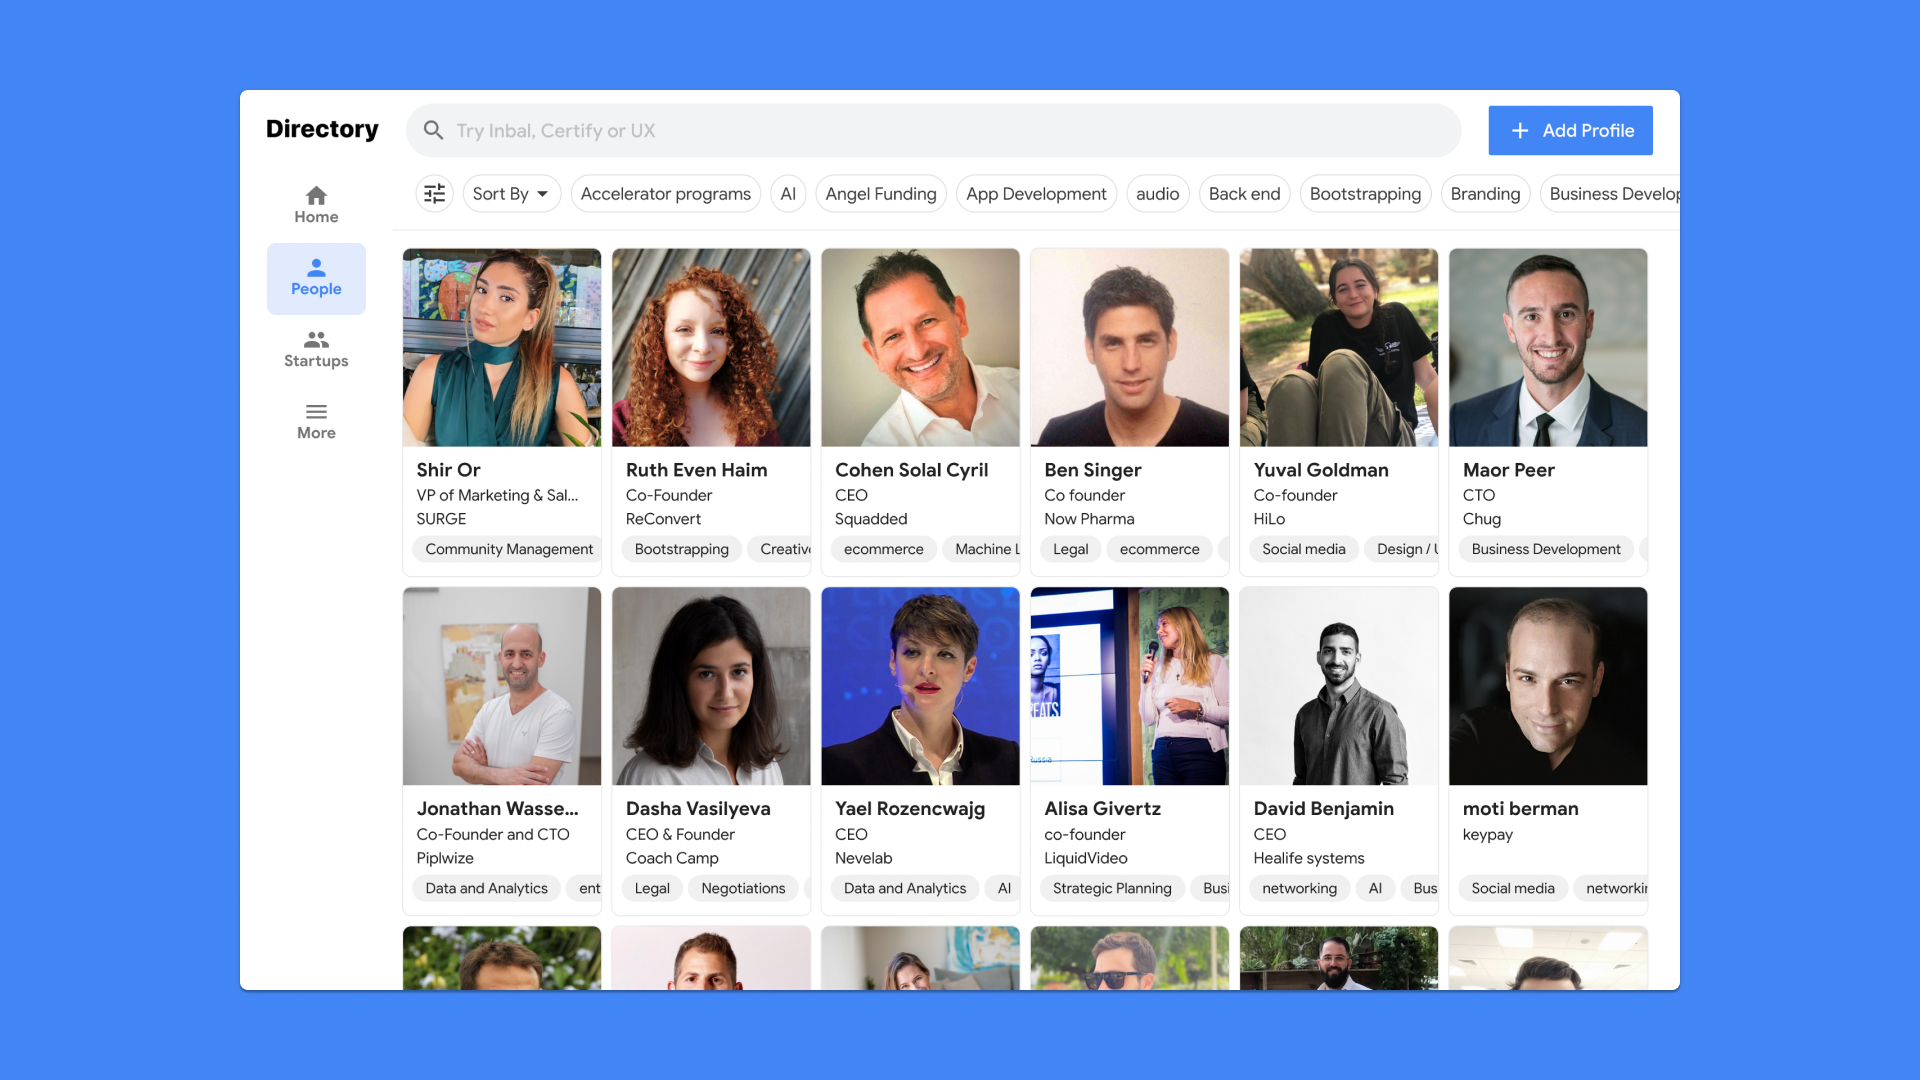 Directory
Try Inbal, Certify or UX
Add Profile
Sort By
Accelerator programs
AI
Angel Funding
App Development
audio
Back end
Bootstrapping
Branding
Business Develop
Home
People
Startups
More
Shir Or
VP of Marketing & Sal...
SURGE
Community Management
Ruth Even Haim
Co-Founder
ReConvert
Bootstrapping
Creativ
Cohen Solal Cyril
CEO
Squadded
ecommerce
Machine L
Ben Singer
Co founder
Now Pharma
Legal
ecommerce
Yuval Goldman
Co-founder
HiLo
Social media
Design / U
Maor Peer
CTO
Chug
Business Development
Jonathan Wasse...
Co-Founder and CTO
Piplwize
Data and Analytics
ent
Dasha Vasilyeva
CEO & Founder
Coach Camp
Legal
Negotiations
Yael Rozencwajg
CEO
Nevelab
Data and Analytics
AI
Alisa Givertz
co-founder
LiquidVideo
Strategic Planning
Busi
David Benjamin
CEO
Healife systems
networking
AI
Bus
moti berman
keypay
Social media
networkin